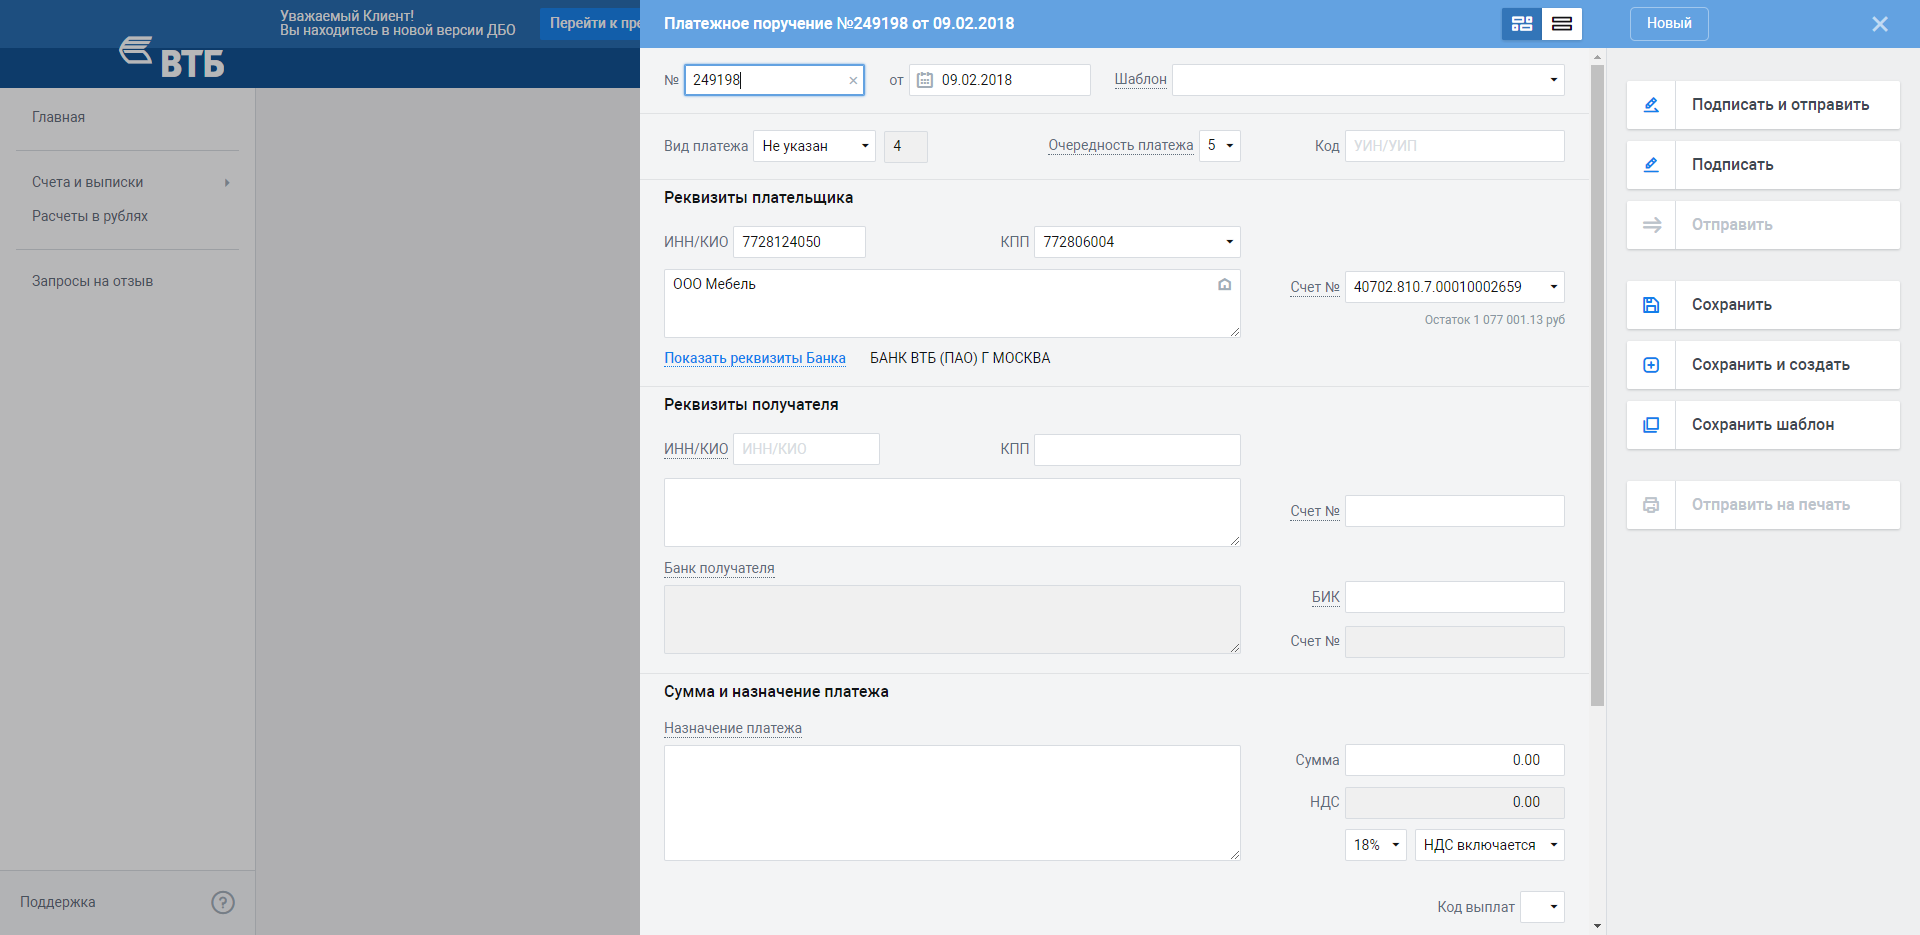 Уважаемый Клиент!
Вы находитесь в новой версии ДБО
Перейти к пре
ВТБ
Главная
Счета и выписки
Расчеты в рублях
Запросы на отзыв
Поддержка
?
Платежное поручение №249198 от 09.02.2018
Новый
№ 249198 от 09.02.2018 Шаблон
Вид платежа Не указан 4 Очередность платежа 5 Код УИН/УИП
Реквизиты плательщика
ИНН/КИО 7728124050 КПП 772806004
ООО Мебель
Счет № 40702.810.7.00010002659
Остаток 1 077 001.13 руб
Показать реквизиты Банка БАНК ВТБ (ПАО) Г МОСКВА
Реквизиты получателя
ИНН/КИО ИНН/КИО КПП
Счет №
Банк получателя
БИК
Счет №
Сумма и назначение платежа
Назначение платежа
Сумма 0.00
НДС 0.00
18% НДС включается
Код выплат
Подписать и отправить
Подписать
Отправить
Сохранить
Сохранить и создать
Сохранить шаблон
Отправить на печать